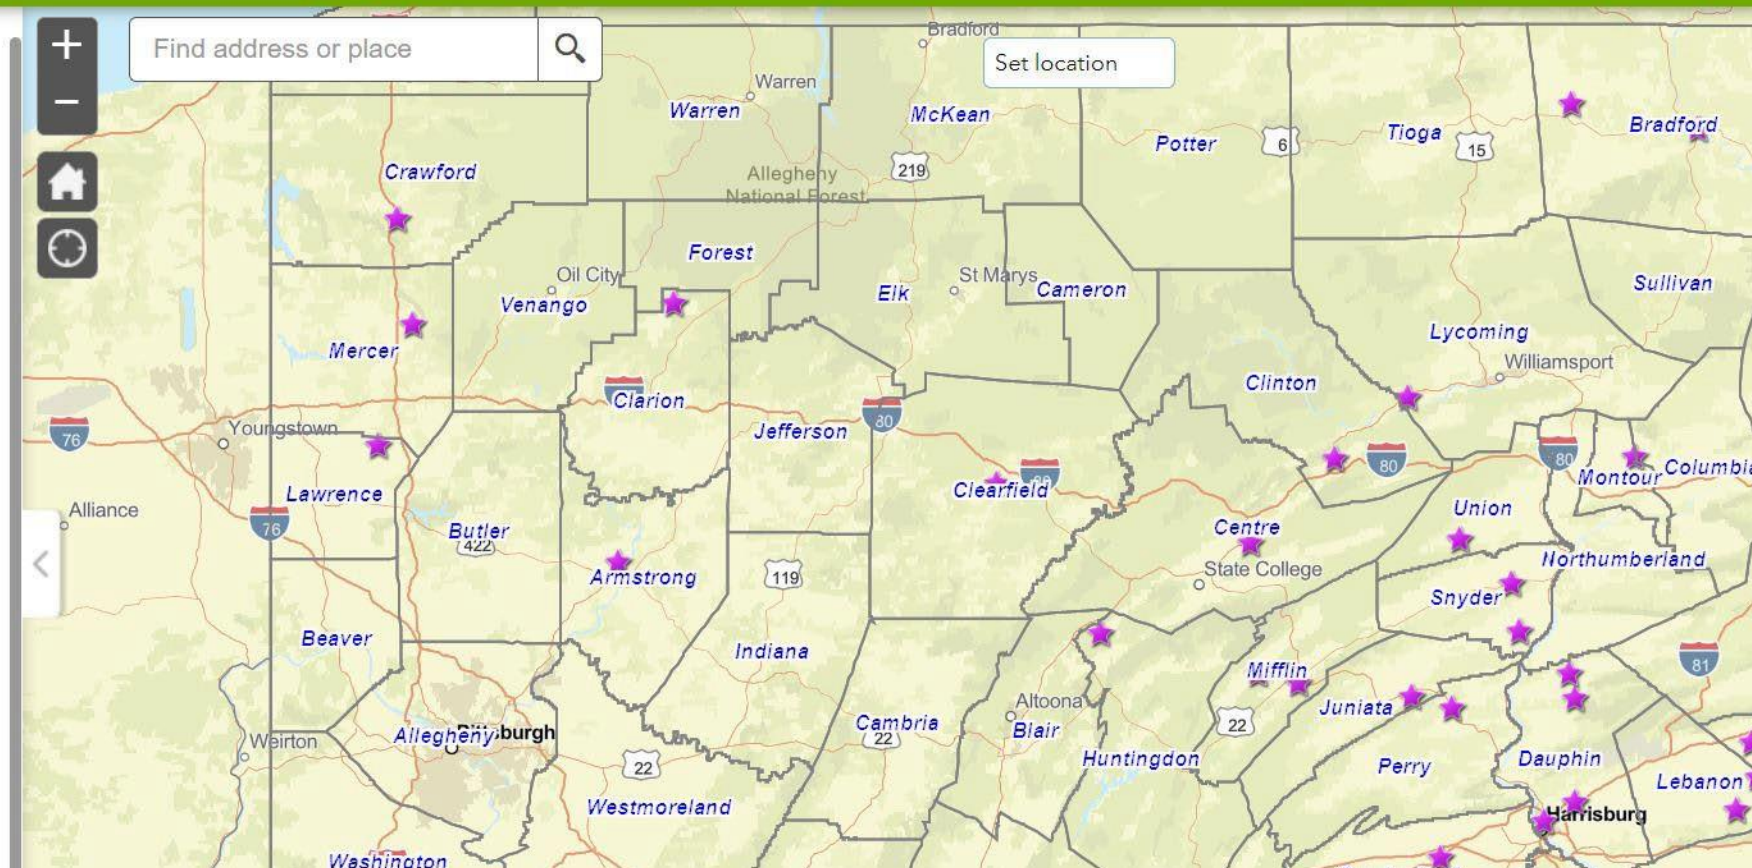 +
Find address or place
−
Set location
Bradford
Warren
Warren
McKean
Potter
6
Tioga
15
Bradford
Crawford
Allegheny
National Forest
219
Forest
Oil City
Venango
Elk
St Marys
Cameron
Sullivan
Mercer
Lycoming
Williamsport
Clinton
Clarion
Jefferson
80
76
Youngstown
80
80
Montour
Lawrence
Clearfield
Alliance
76
Butler
422
Centre
Union
Armstrong
119
State College
Northumberland
Snyder
Beaver
Indiana
Mifflin
81
Altoona
Juniata
Cambria
22
Blair
22
Weirton
Allegheny
22
Huntingdon
Perry
Dauphin
Lebanon
Westmoreland
Harrisburg
Washington